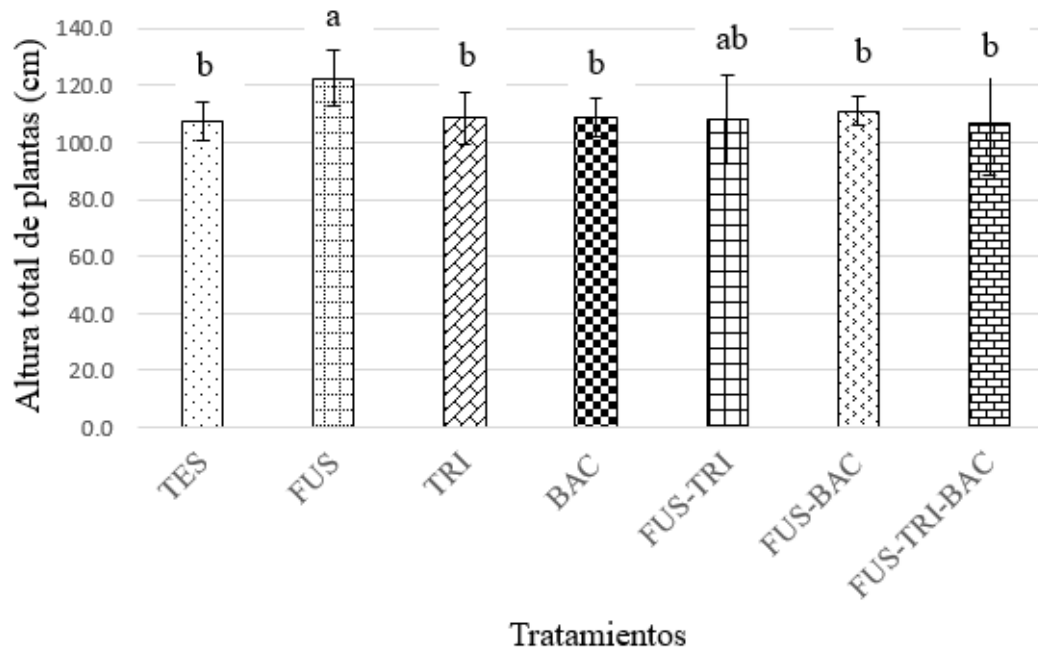 Altura total de plantas (cm)
140.0
120.0
100.0
80.0
60.0
40.0
20.0
0.0
b
a
b
b
ab
b
b
TES
FUS
TRI
BAC
FUS-TRI
FUS-BAC
FUS-TRI-BAC
Tratamientos